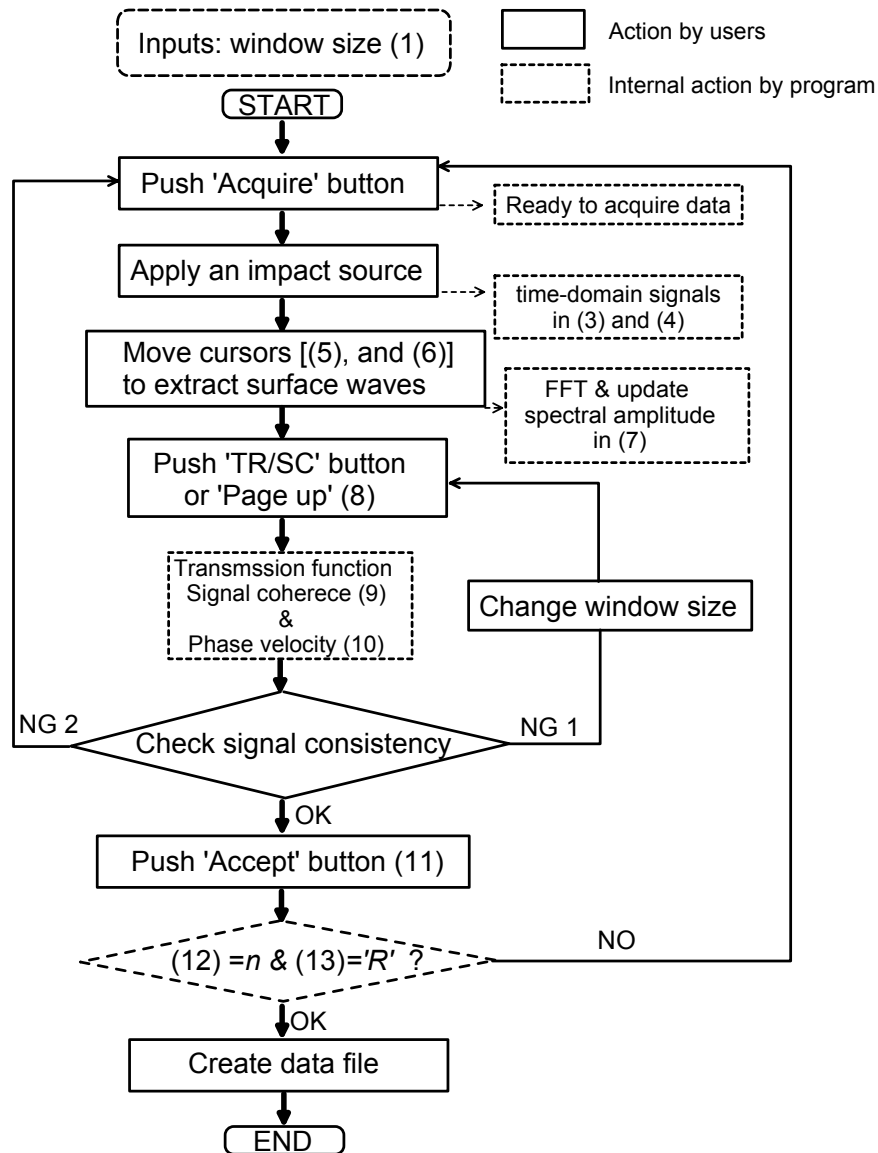 Inputs: window size (1)
Action by users
Internal action by program
START
Push 'Acquire' button
Ready to acquire data
Apply an impact source
time-domain signals
in (3) and (4)
Move cursors [(5), and (6)]
to extract surface waves
FFT & update
spectral amplitude
in (7)
Push 'TR/SC' button
or 'Page up' (8)
Transmssion function
Signal coherece (9)
&
Phase velocity (10)
Change window size
NG 2
NG 1
Check signal consistency
OK
Push 'Accept' button (11)
(12) =n & (13)='R' ?
NO
OK
Create data file
END